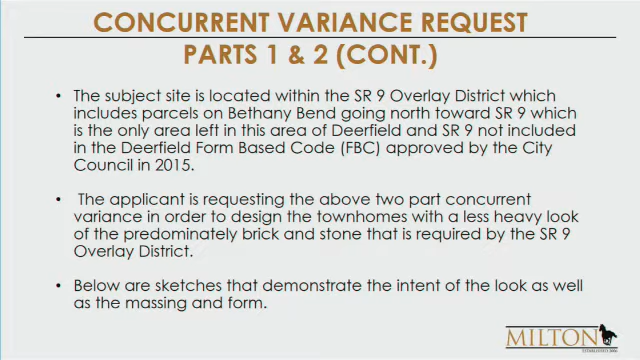 CONCURRENT VARIANCE REQUEST
PARTS 1 & 2 (CONT.)
• The subject site is located within the SR 9 Overlay District which
includes parcels on Bethany Bend going north toward SR 9 which
is the only area left in this area of Deerfield and SR 9 not included
in the Deerfield Form Based Code (FBC) approved by the City
Council in 2015.
• The applicant is requesting the above two part concurrent
variance in order to design the townhomes with a less heavy look
of the predominately brick and stone that is required by the SR 9
Overlay District.
• Below are sketches that demonstrate the intent of the look as well
as the massing and form.
MILTON
ESTABLISHED 2006